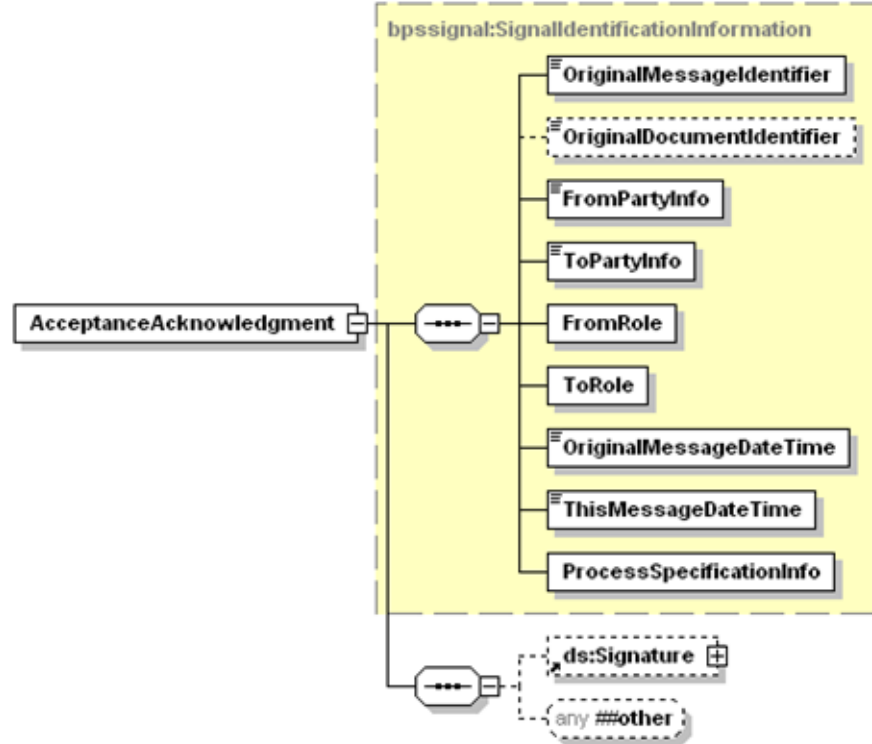 bpssignal:SignalIdentificationInformation
OriginalMessageIdentifier
OriginalDocumentIdentifier
FromPartyInfo
ToPartyInfo
AcceptanceAcknowledgment
FromRole
ToRole
OriginalMessageDateTime
ThisMessageDateTime
ProcessSpecificationInfo
ds:Signature
any ##other